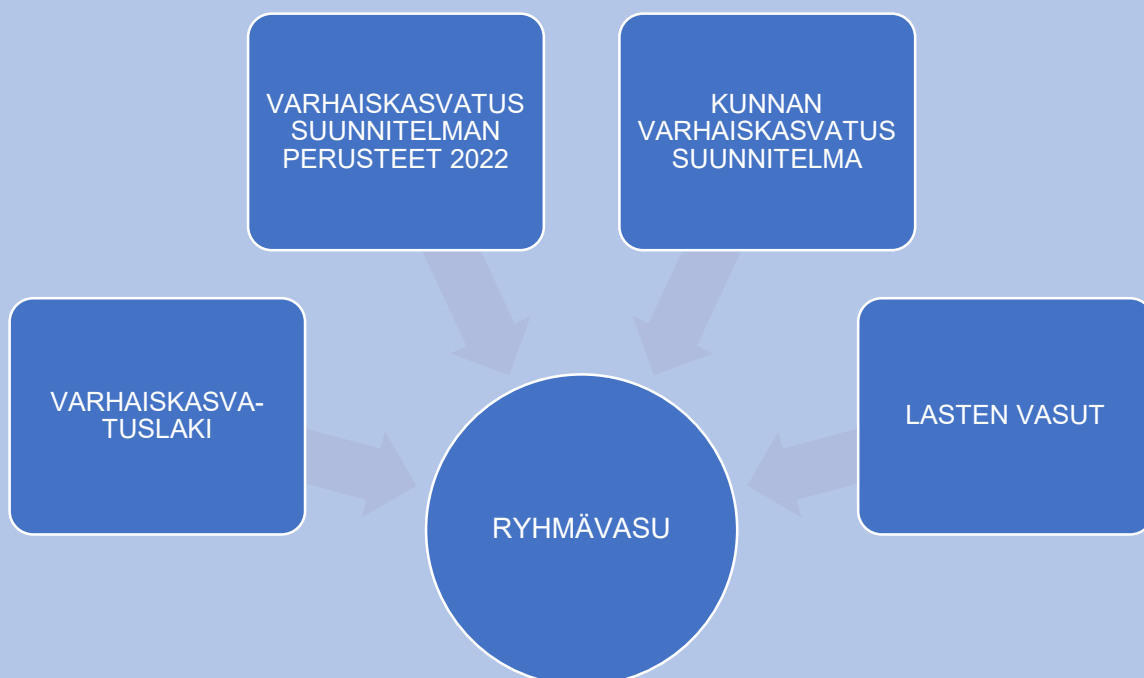 VARHAISKASVATUS
SUUNNITELMAN
PERUSTEET 2022
KUNNAN
VARHAISKASVATUS
SUUNNITELMA
VARHAISKASVA-
TUSLAKI
LASTEN VASUT
RYHMÄVASU